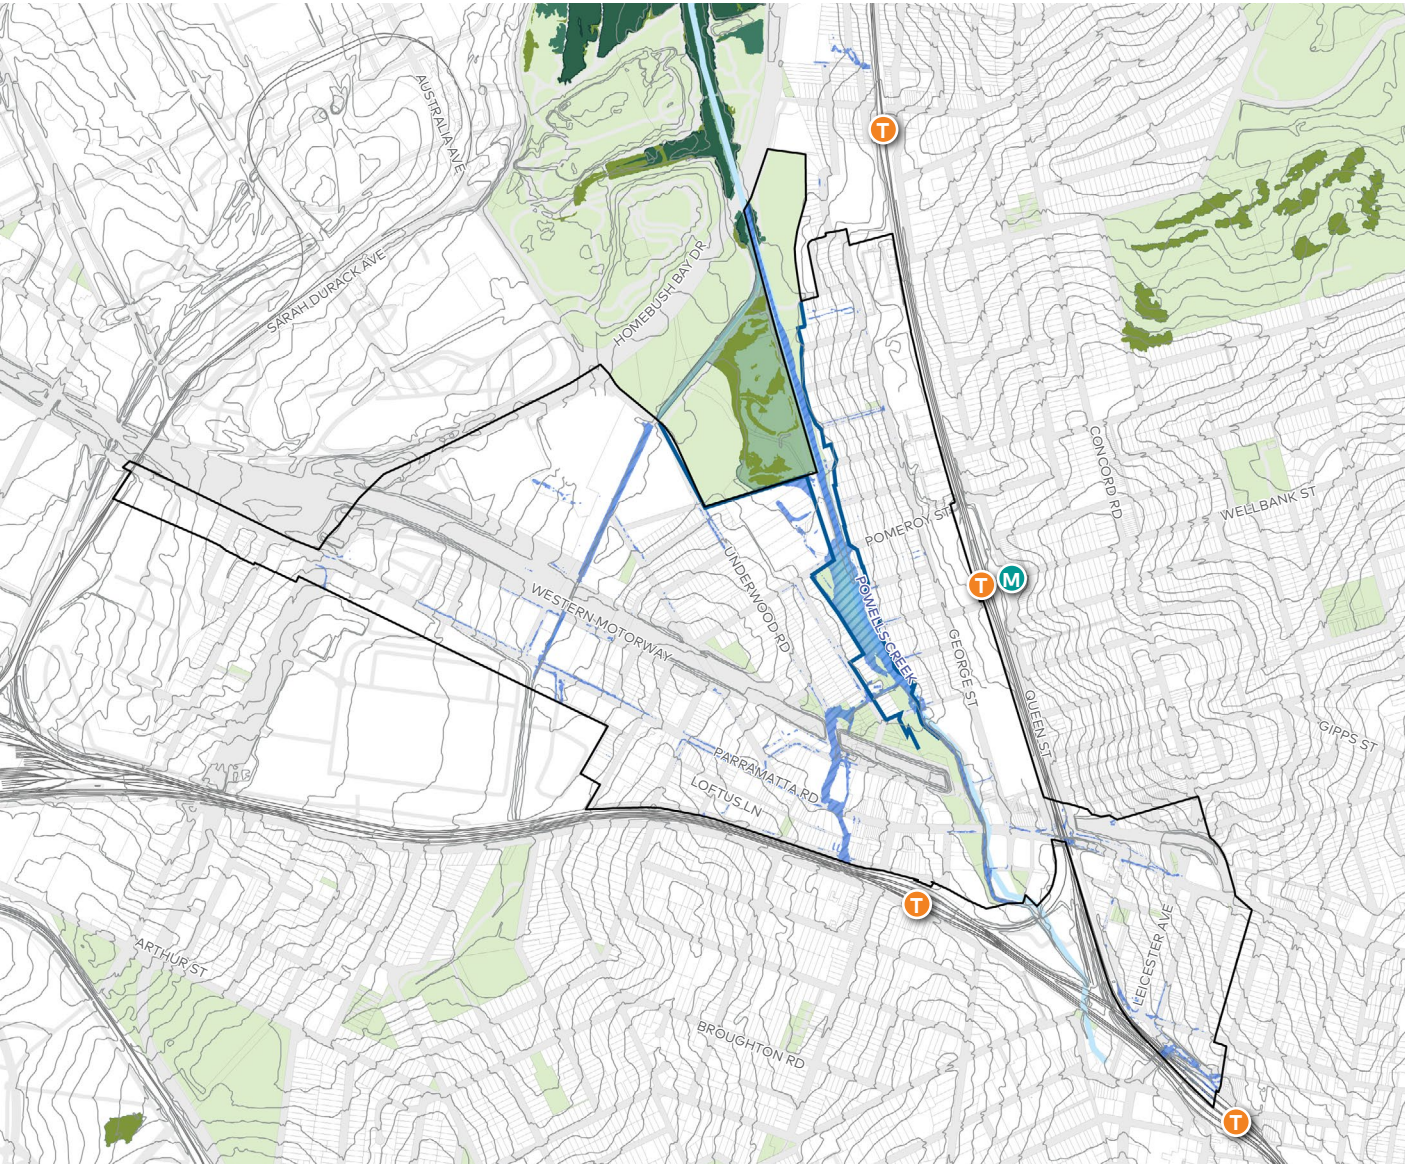 AUSTRALIA AVE
T
SARAH DURACK AVE
HOMEBUSH BAY DR
CONCORD RD
WELLBANK ST
POMEROY ST
T
M
UNDERWOOD RD
WESTERN MOTORWAY
POWELLS CREEK
GEORGE ST
QUEEN ST
GIPPS ST
PARRAMATTA RD
LOFTUS LN
T
LEICESTER AVE
ARTHUR ST
BROUGHTON RD
T